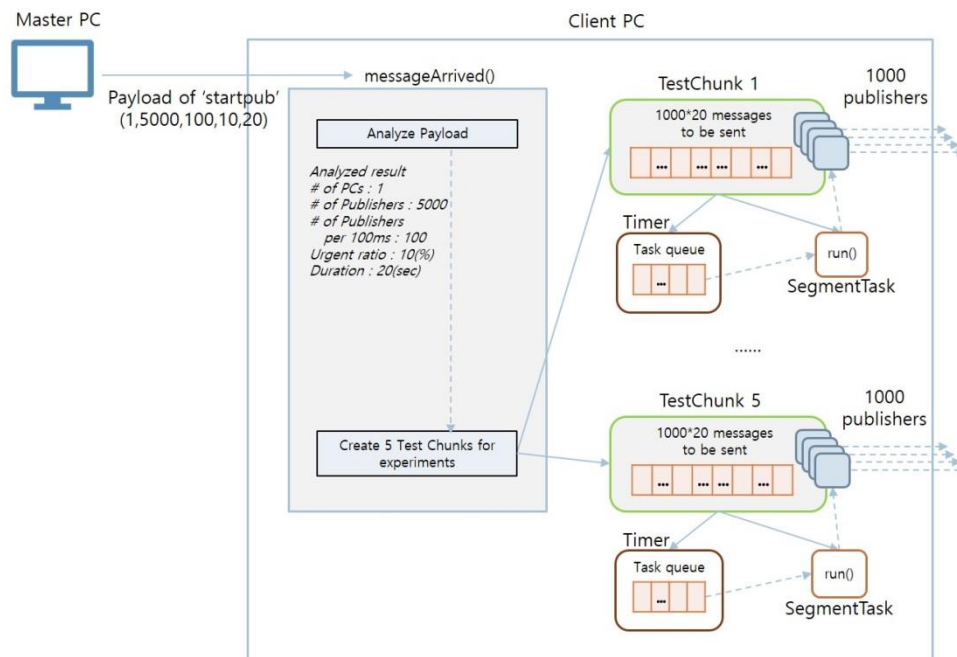 Master PC
Client PC
messageArrived()
Payload of 'startpub'
(1,5000,100,10,20)
Analyze Payload
Analyzed result
# of PCs : 1
# of Publishers : 5000
# of Publishers
per 100ms : 100
Urgent ratio : 10(%)
Duration : 20(sec)
Create 5 Test Chunks for
experiments
TestChunk 1
1000*20 messages
to be sent
... ... ... ...
1000
publishers
Timer
Task queue
...
run()
SegmentTask
......
TestChunk 5
1000*20 messages
to be sent
... ... ... ...
1000
publishers
Timer
Task queue
...
run()
SegmentTask